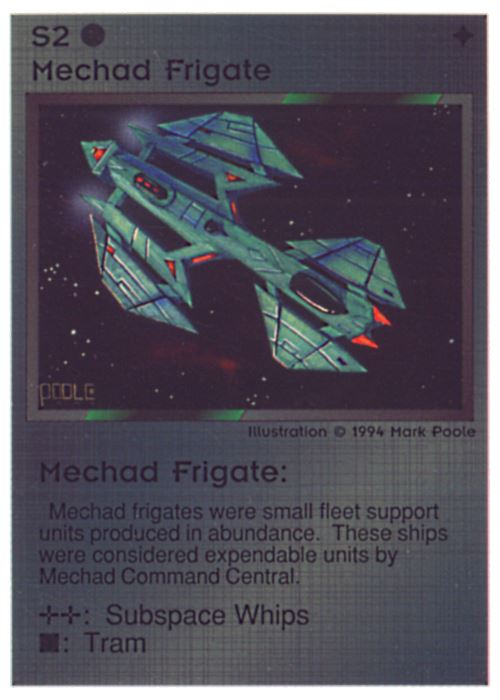 S2
Mechad Frigate
POOLE
Illustration © 1994 Mark Poole
Mechad Frigate:
Mechad frigates were small fleet support
units produced in abundance. These ships
were considered expendable units by
Mechad Command Central.
: Subspace Whips
: Tram